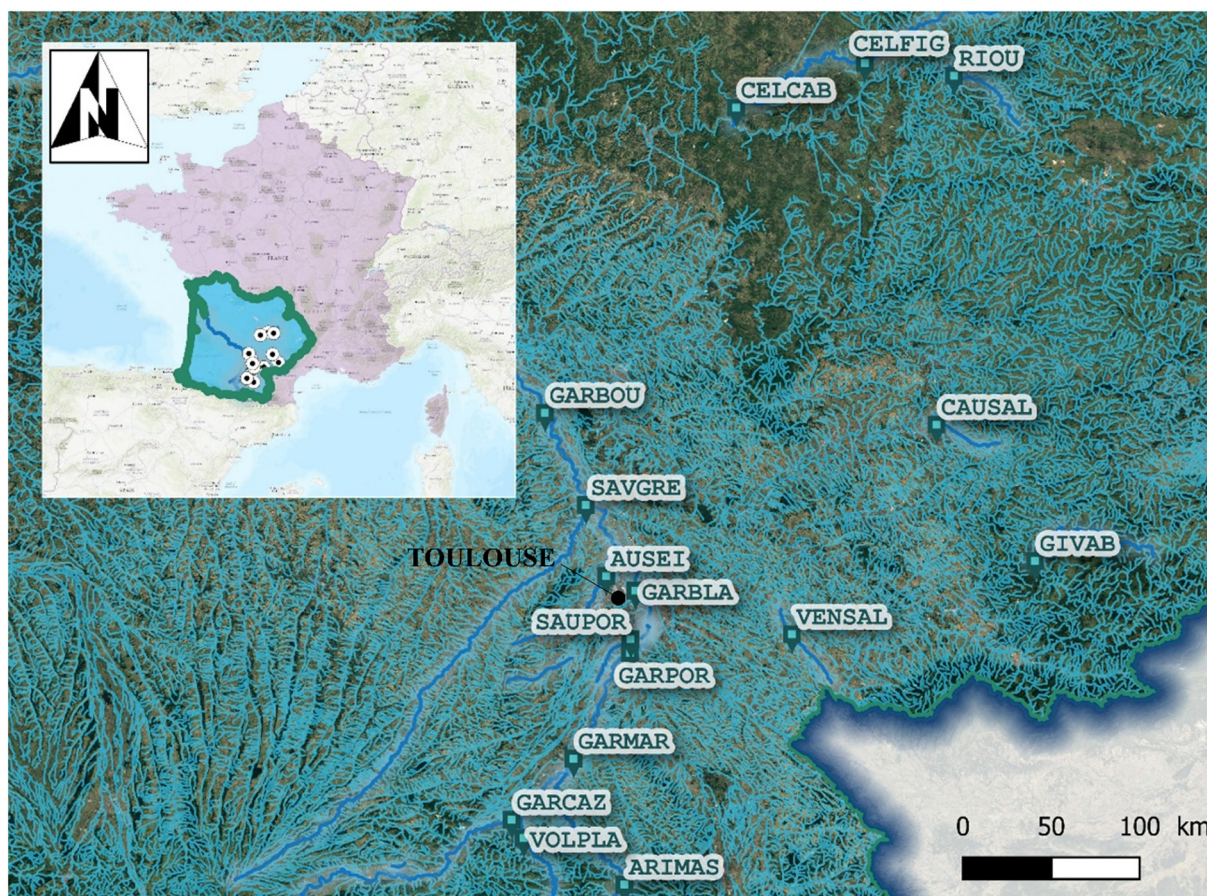 CELFIG
RIOU
CELCAB
N
FRANCE
GARBOU
CAUSAL
SAVGRE
TOULOUSE
AUSEI
GIVAB
GARBLA
SAUPOR
VENSAL
GARPOR
GARMAR
GARCAZ
VOLPLA
ARIMAS
0 50 100 km